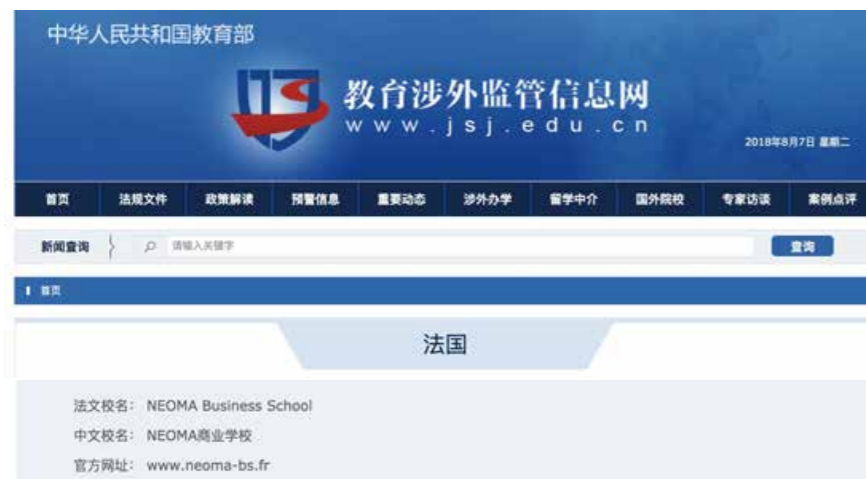 中华人民共和国教育部
教育涉外监管信息网
www.jsj.edu.cn
2018年8月7日 星期二
首页 法规文件 政策解读 预警信息 重要动态 涉外办学 留学中介 国外院校 专家访谈 案例点评
新闻查询 请输入关键字 查询
首页
法国
法文校名： NEOMA Business School
中文校名： NEOMA商业学校
官方网址： www.neoma-bs.fr